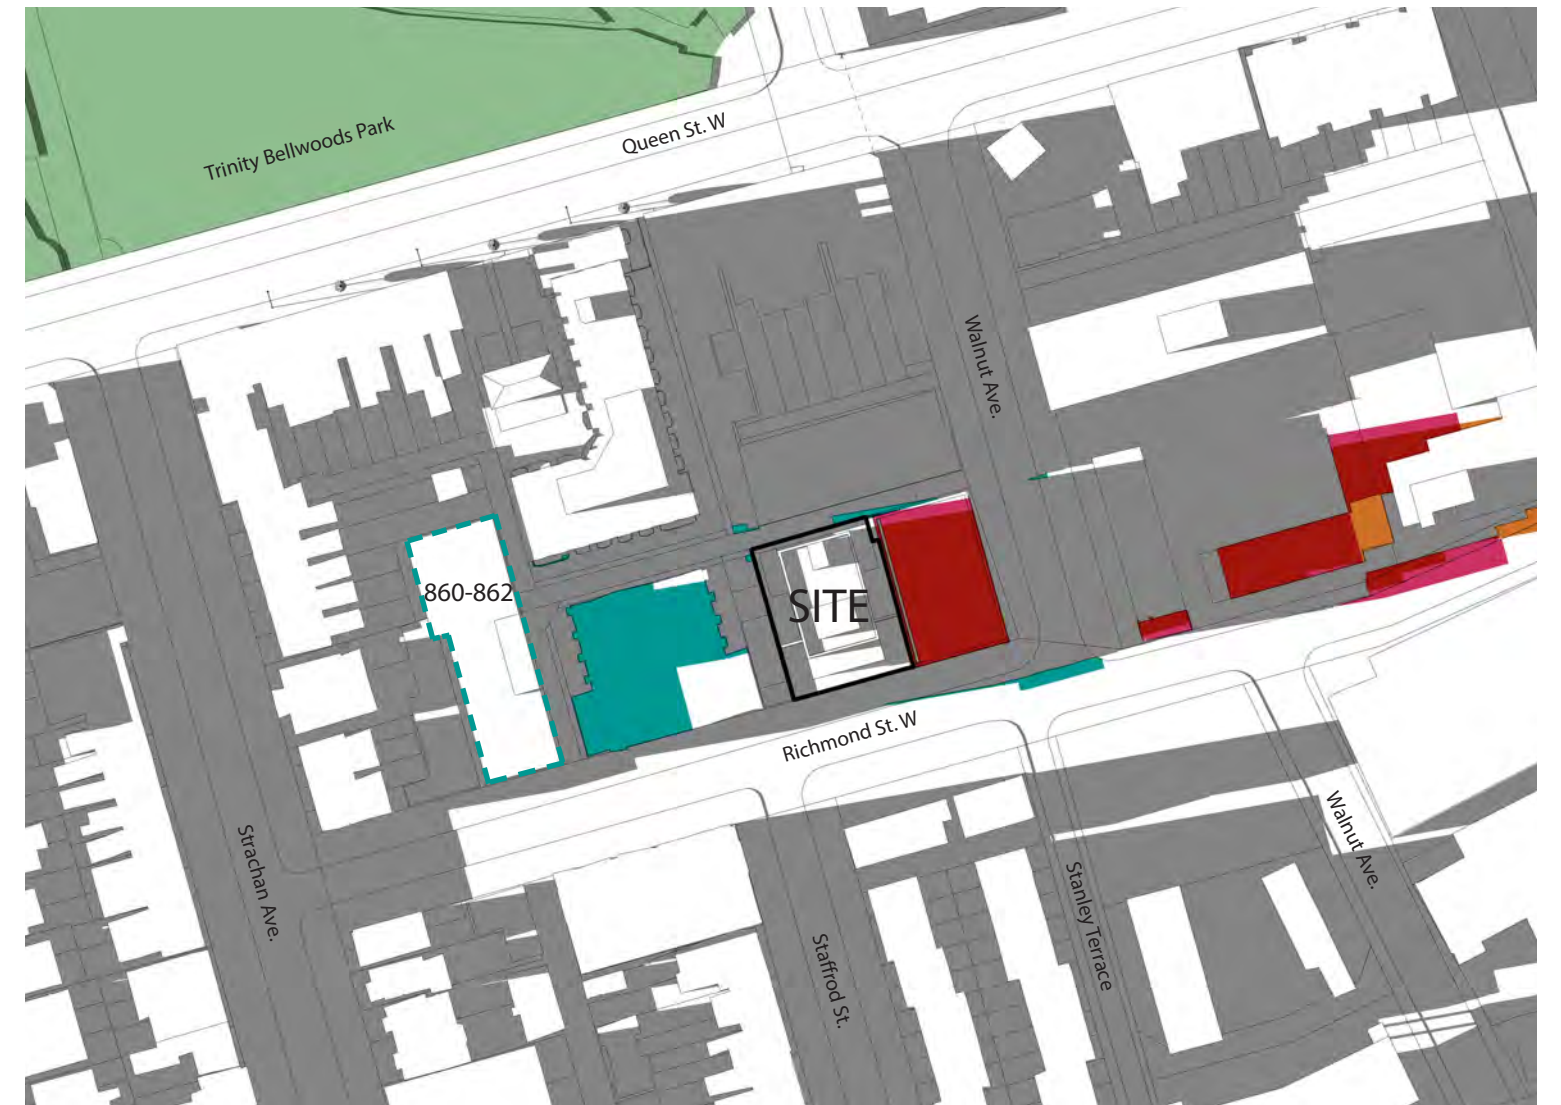 Trinity Bellwoods Park
Queen St. W
Walnut Ave.
860-862
SITE
Richmond St. W
Strachan Ave.
Staffrod St.
Stanley Terrace
Walnut Ave.